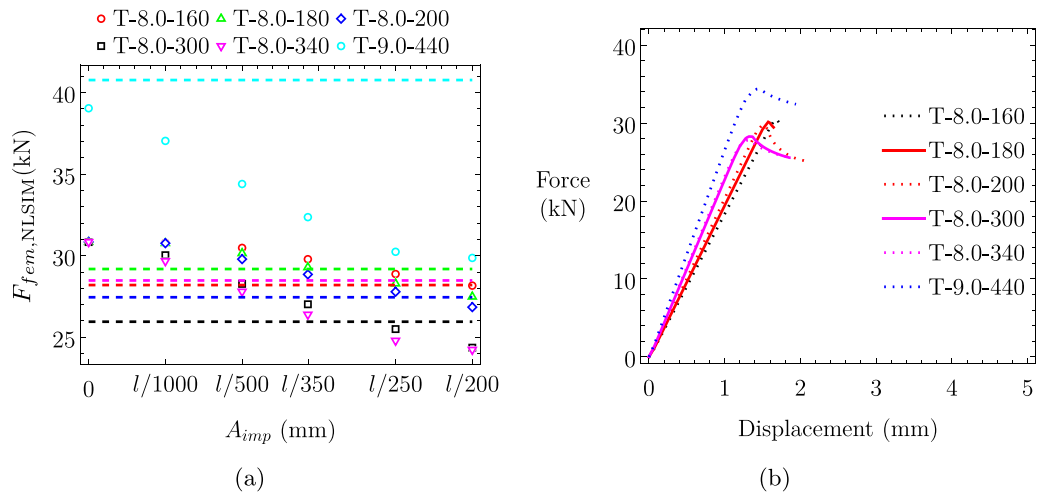 T-8.0-160 T-8.0-180 T-8.0-200
T-8.0-300 T-8.0-340 T-9.0-440
40
35
30
25
F_{fem,NLSIM}(kN)
0 l/1000 l/500 l/350 l/250 l/200
A_{imp} (mm)
(a)
40
30
20
10
0
Force
(kN)
T-8.0-160
T-8.0-180
T-8.0-200
T-8.0-300
T-8.0-340
T-9.0-440
0 1 2 3 4 5
Displacement (mm)
(b)